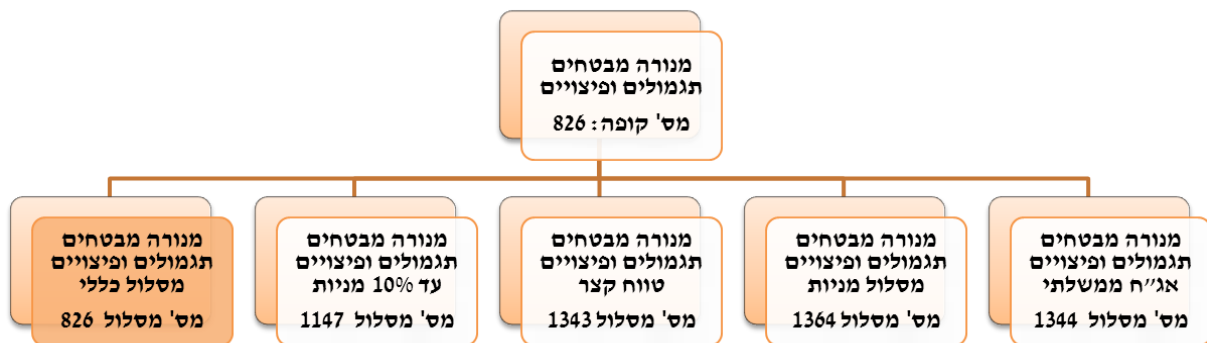 מנורה מבטחים
תגמולים ופיצויים
מס' קופה: 826
מנורה מבטחים
תגמולים ופיצויים
אג״ח ממשלתי
מס' מסלול 1344
מנורה מבטחים
תגמולים ופיצויים
מסלול מניות
מס' מסלול 1364
מנורה מבטחים
תגמולים ופיצויים
טווח קצר
מס' מסלול 1343
מנורה מבטחים
תגמולים ופיצויים
עד 10% מניות
מס' מסלול 1147
מנורה מבטחים
תגמולים ופיצויים
מסלול כללי
מס' מסלול 826